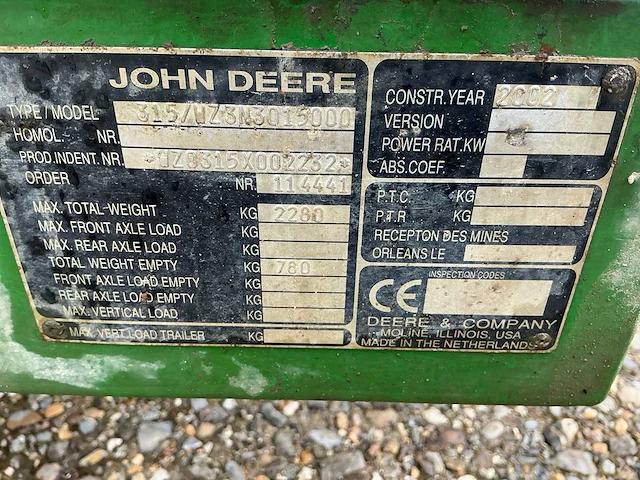 JOHN DEERE
TYPE/MODEL 315/WZ3N3Q15000
HOMOL. NR.
PROD.INDENT. NR. *WZ0315X002232*
ORDER NR. 114441
MAX. TOTAL-WEIGHT KG 2280
MAX. FRONT AXLE LOAD KG
MAX. REAR AXLE LOAD KG
TOTAL WEIGHT EMPTY KG 780
FRONT AXLE LOAD EMPTY KG
REAR AXLE LOAD EMPTY KG
MAX. VERTICAL LOAD KG
MAX. VERT.LOAD TRAILER KG
CONSTR.YEAR 2002
VERSION
POWER RAT.KW
ABS.COEF.
P.T.C. KG
P.T.R KG
RECEPTON DES MINES
ORLEANS LE
INSPECTION CODES
CE
DEERE & COMPANY
MOLINE, ILLINOIS, USA
MADE IN THE NETHERLANDS